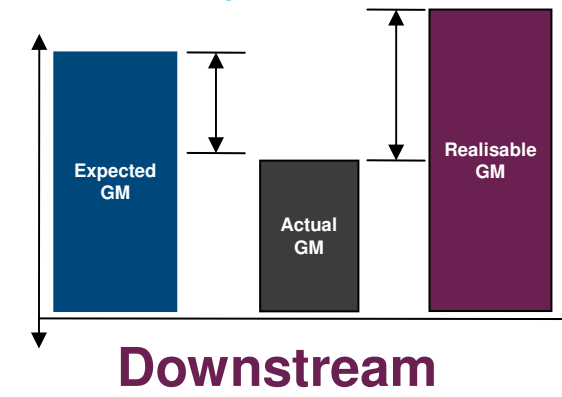 Expected
GM
Actual
GM
Realisable
GM
Downstream